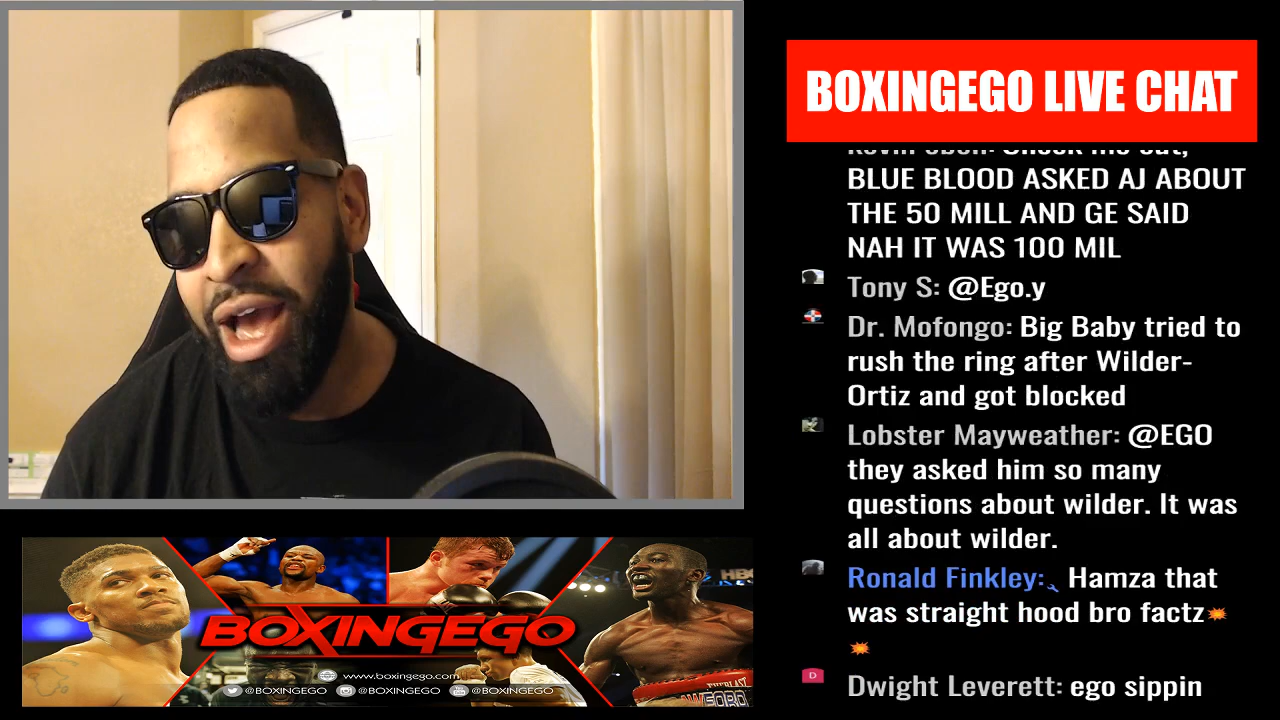 BOXINGEGO LIVE CHAT
BLUE BLOOD ASKED AJ ABOUT
THE 50 MILL AND GE SAID
NAH IT WAS 100 MIL
Tony S: @Ego.y
Dr. Mofongo: Big Baby tried to
rush the ring after Wilder-
Ortiz and got blocked
Lobster Mayweather: @EGO
they asked him so many
questions about wilder. It was
all about wilder.
Ronald Finkley: Hamza that
was straight hood bro factz💥
💥
D
Dwight Leverett: ego sippin
HBO
BOXINGEGO
www.boxingego.com
@BOXINGEGO @BOXINGEGO @BOXINGEGO
EVERLAST